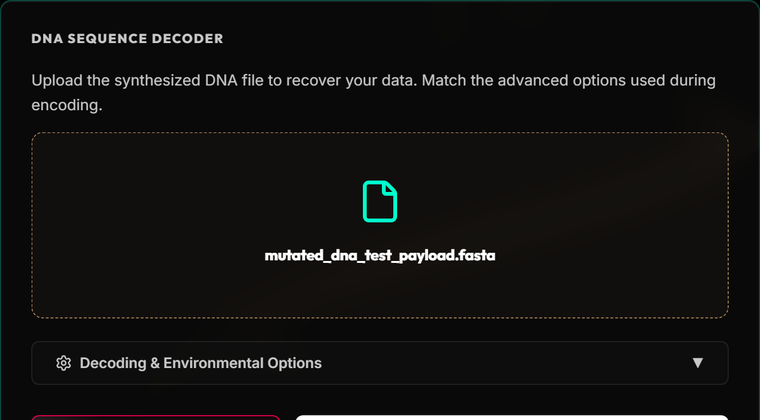 DNA SEQUENCE DECODER
Upload the synthesized DNA file to recover your data. Match the advanced options used during
encoding.
mutated_dna_test_payload.fasta
Decoding & Environmental Options